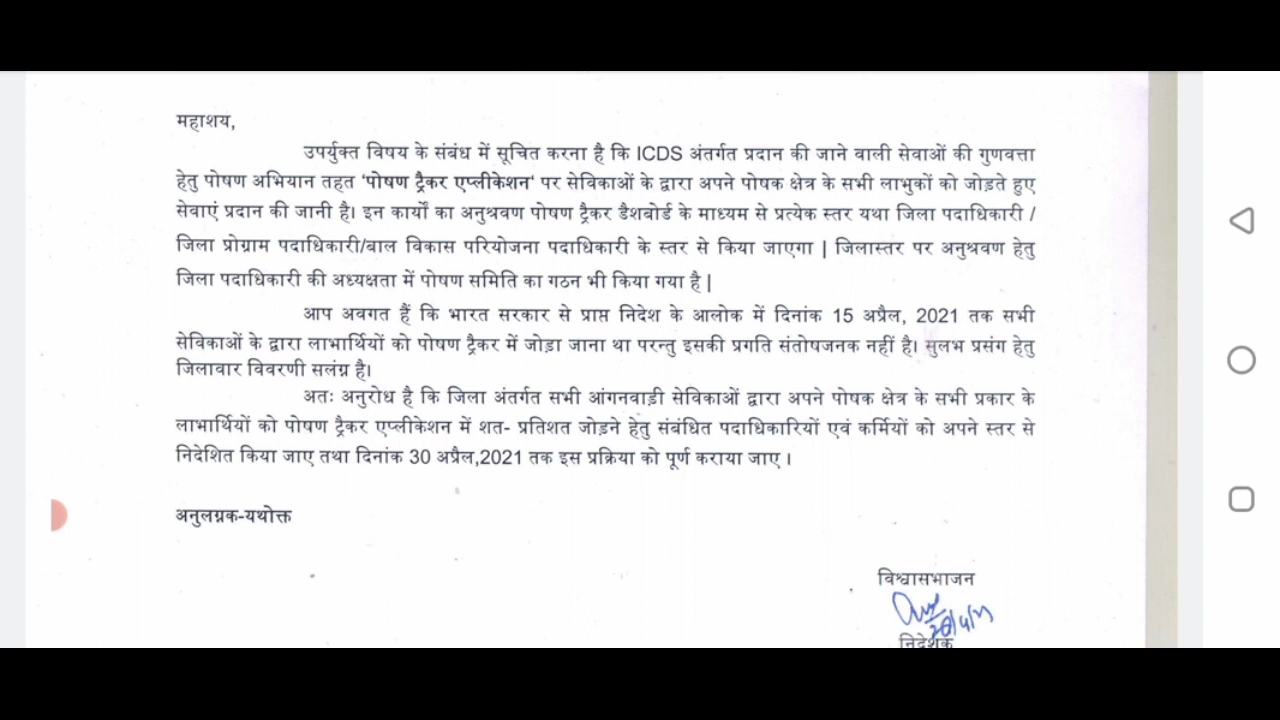 महाशय,
उपर्युक्त विषय के संबंध में सूचित करना है कि ICDS अंतर्गत प्रदान की जाने वाली सेवाओं की गुणवत्ता
हेतु पोषण अभियान तहत 'पोषण ट्रैकर एप्लीकेशन' पर सेविकाओं के द्वारा अपने पोषक क्षेत्र के सभी लाभुकों को जोड़ते हुए
सेवाएं प्रदान की जानी है। इन कार्यों का अनुश्रवण पोषण ट्रैकर डैशबोर्ड के माध्यम से प्रत्येक स्तर यथा जिला पदाधिकारी /
जिला प्रोग्राम पदाधिकारी/बाल विकास परियोजना पदाधिकारी के स्तर से किया जाएगा | जिलास्तर पर अनुश्रवण हेतु
जिला पदाधिकारी की अध्यक्षता में पोषण समिति का गठन भी किया गया है |
आप अवगत हैं कि भारत सरकार से प्राप्त निदेश के आलोक में दिनांक 15 अप्रैल, 2021 तक सभी
सेविकाओं के द्वारा लाभार्थियों को पोषण ट्रैकर में जोड़ा जाना था परन्तु इसकी प्रगति संतोषजनक नहीं है। सुलभ प्रसंग हेतु
जिलावार विवरणी सलंग्न है।
अतः अनुरोध है कि जिला अंतर्गत सभी आंगनवाड़ी सेविकाओं द्वारा अपने पोषक क्षेत्र के सभी प्रकार के
लाभार्थियों को पोषण ट्रैकर एप्लीकेशन में शत- प्रतिशत जोड़ने हेतु संबंधित पदाधिकारियों एवं कर्मियों को अपने स्तर से
निदेशित किया जाए तथा दिनांक 30 अप्रैल,2021 तक इस प्रक्रिया को पूर्ण कराया जाए ।
अनुलग्नक-यथोक्त
विश्वासभाजन
निदेशक